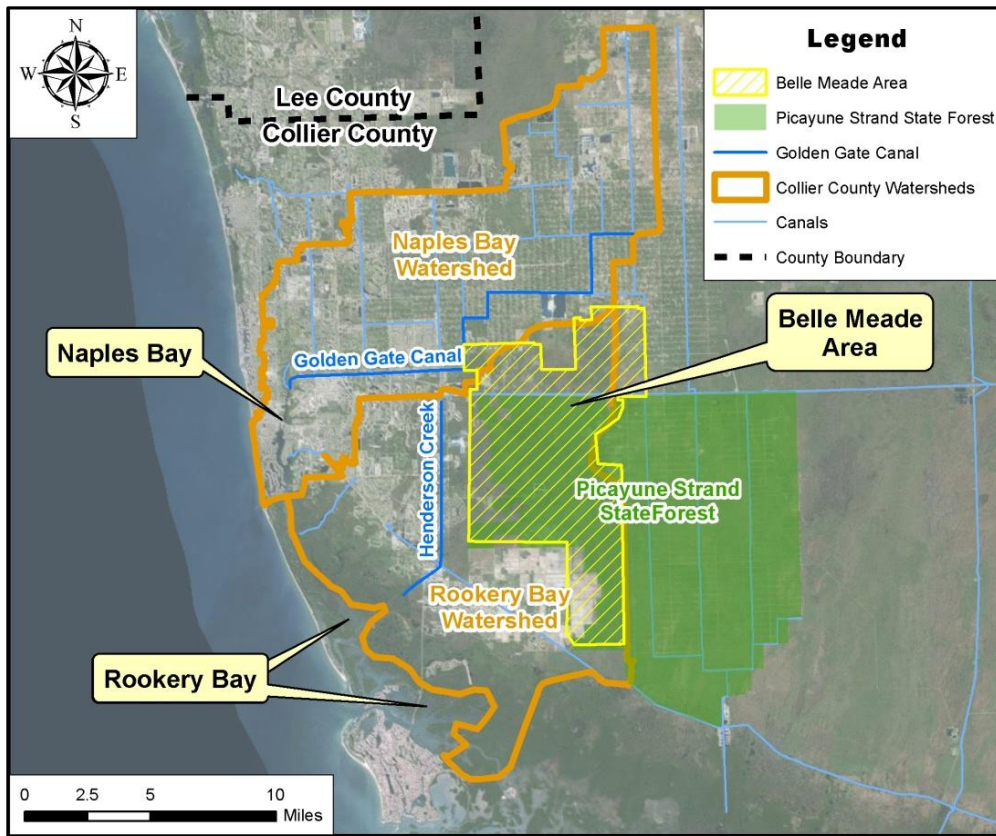 N
W E
S
Lee County
Collier County
Legend
Belle Meade Area
Picayune Strand State Forest
Golden Gate Canal
Collier County Watersheds
Canals
County Boundary
Naples Bay
Watershed
Belle Meade
Area
Naples Bay
Golden Gate Canal
Henderson Creek
Picayune Strand
StateForest
Rookery Bay
Watershed
Rookery Bay
0 2.5 5 10
Miles